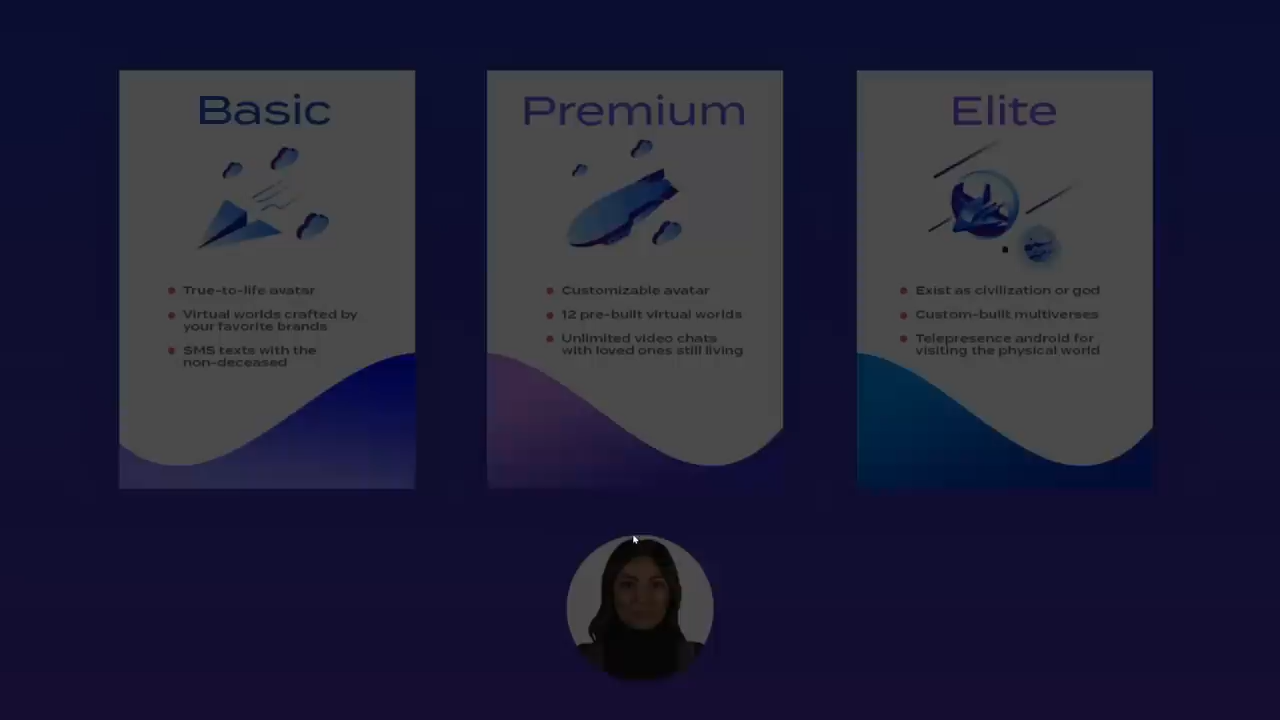 Basic
True-to-life avatar
Virtual worlds crafted by
your favorite brands
SMS texts with the
non-deceased
Premium
Customizable avatar
12 pre-built virtual worlds
Unlimited video chats
with loved ones still living
Elite
Exist as civilization or god
Custom-built multiverses
Telepresence android for
visiting the physical world